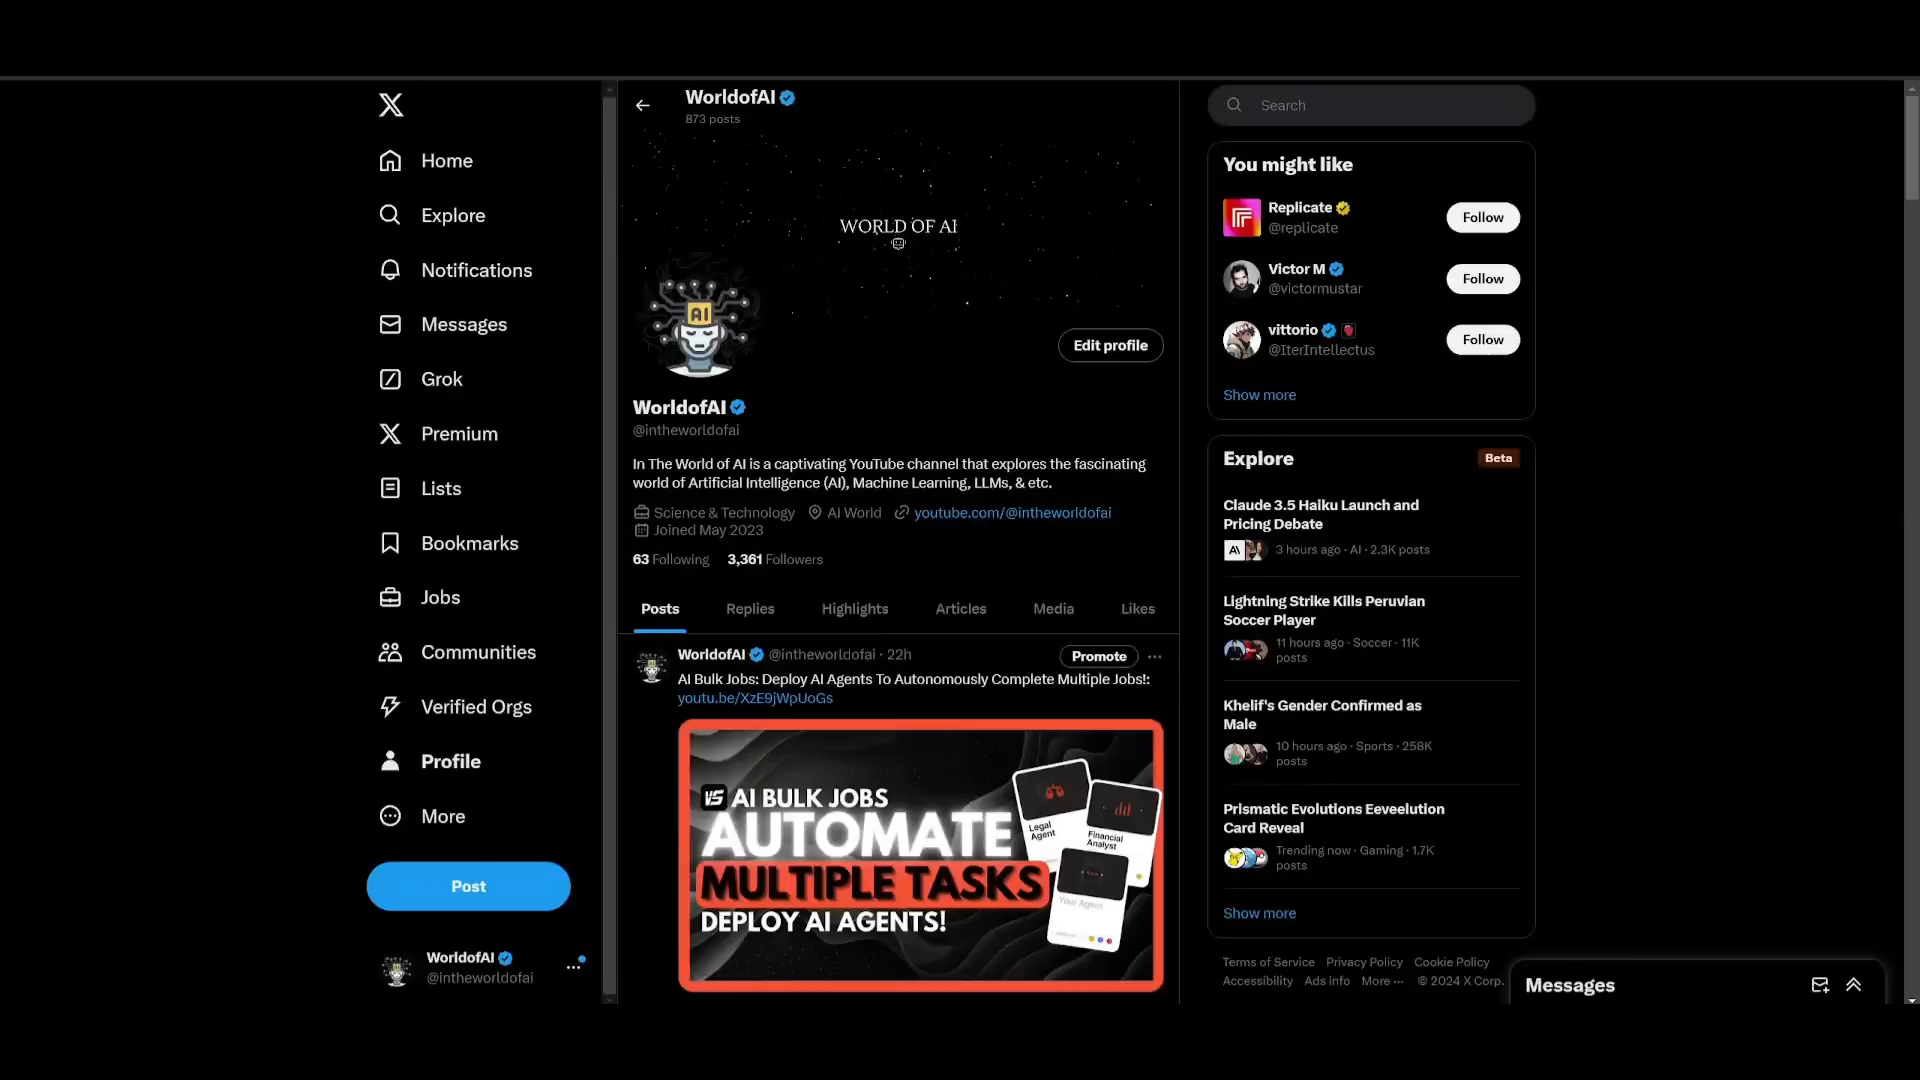 Home
Explore
Notifications
Messages
Grok
Premium
Lists
Bookmarks
Jobs
Communities
Verified Orgs
Profile
More
Post
WorldofAI
@intheworldofai
WorldofAI
873 posts
WORLD OF AI
AI
Edit profile
WorldofAI
@intheworldofai
In The World of AI is a captivating YouTube channel that explores the fascinating
world of Artificial Intelligence (AI), Machine Learning, LLMs, & etc.
Science & Technology AI World youtube.com/@intheworldofai
Joined May 2023
63 Following 3,361 Followers
Posts Replies Highlights Articles Media Likes
WorldofAI @intheworldofai · 22h Promote
AI Bulk Jobs: Deploy AI Agents To Autonomously Complete Multiple Jobs!:
youtu.be/XzE9jWpUoGs
AI BULK JOBS
AUTOMATE
MULTIPLE TASKS
DEPLOY AI AGENTS!
Legal
Agent
Financial
Analyst
Your Agent
Search
You might like
Replicate
@replicate
Follow
Victor M
@victormustar
Follow
vittorio
@IterIntellectus
Follow
Show more
Explore Beta
Claude 3.5 Haiku Launch and
Pricing Debate
3 hours ago · AI · 2.3K posts
Lightning Strike Kills Peruvian
Soccer Player
11 hours ago · Soccer · 11K
posts
Khelif's Gender Confirmed as
Male
10 hours ago · Sports · 258K
posts
Prismatic Evolutions Eeveelution
Card Reveal
Trending now · Gaming · 1.7K
posts
Show more
Terms of Service Privacy Policy Cookie Policy
Accessibility Ads info More ··· © 2024 X Corp.
Messages